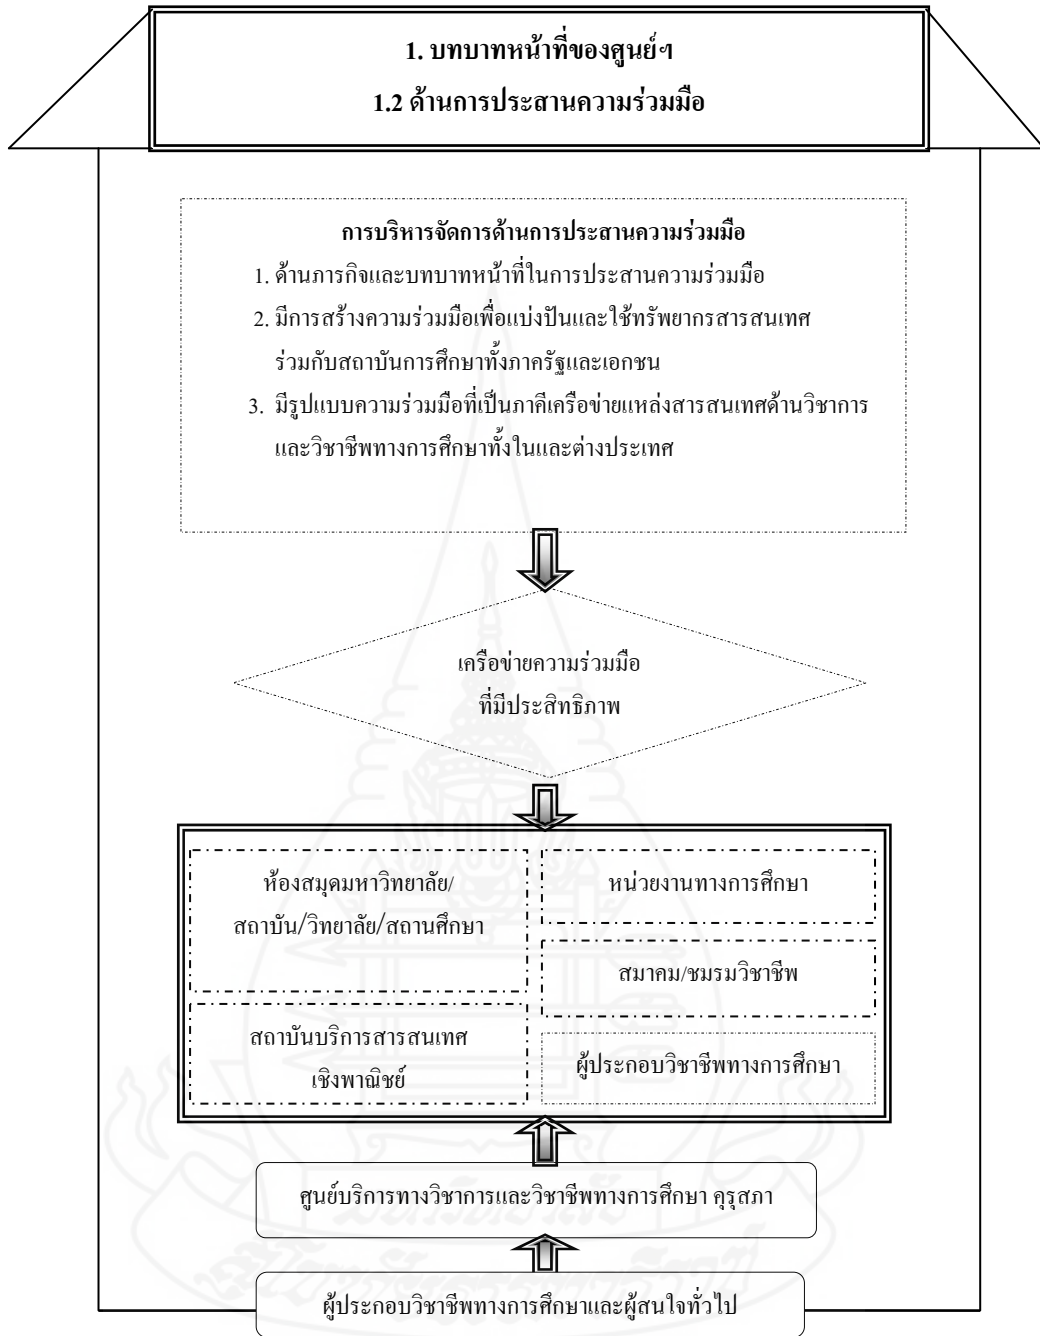 1. บทบาทหน้าที่ของศูนย์ฯ
1.2 ด้านการประสานความร่วมมือ
การบริหารจัดการด้านการประสานความร่วมมือ
1. ด้านภารกิจและบทบาทหน้าที่ในการประสานความร่วมมือ
2. มีการสร้างความร่วมมือเพื่อแบ่งปันและใช้ทรัพยากรสารสนเทศ
ร่วมกับสถาบันการศึกษาทั้งภาครัฐและเอกชน
3. มีรูปแบบความร่วมมือที่เป็นภาคีเครือข่ายแหล่งสารสนเทศด้านวิชาการ
และวิชาชีพทางการศึกษาทั้งในและต่างประเทศ
เครือข่ายความร่วมมือ
ที่มีประสิทธิภาพ
ห้องสมุดมหาวิทยาลัย/
สถาบัน/วิทยาลัย/สถานศึกษา
สถาบันบริการสารสนเทศ
เชิงพาณิชย์
หน่วยงานทางการศึกษา
สมาคม/ชมรมวิชาชีพ
ผู้ประกอบวิชาชีพทางการศึกษา
ศูนย์บริการทางวิชาการและวิชาชีพทางการศึกษา คุรุสภา
ผู้ประกอบวิชาชีพทางการศึกษาและผู้สนใจทั่วไป
มหาวิทยาลัย
สุโขทัยธรรมาธิราช